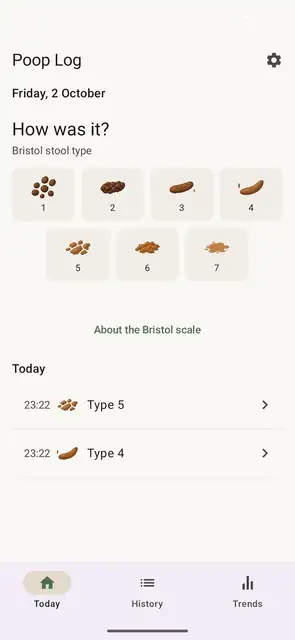 Poop Log
Friday, 2 October
How was it?
Bristol stool type
1 2 3 4
5 6 7
About the Bristol scale
Today
23:22 Type 5
23:22 Type 4
Today History Trends